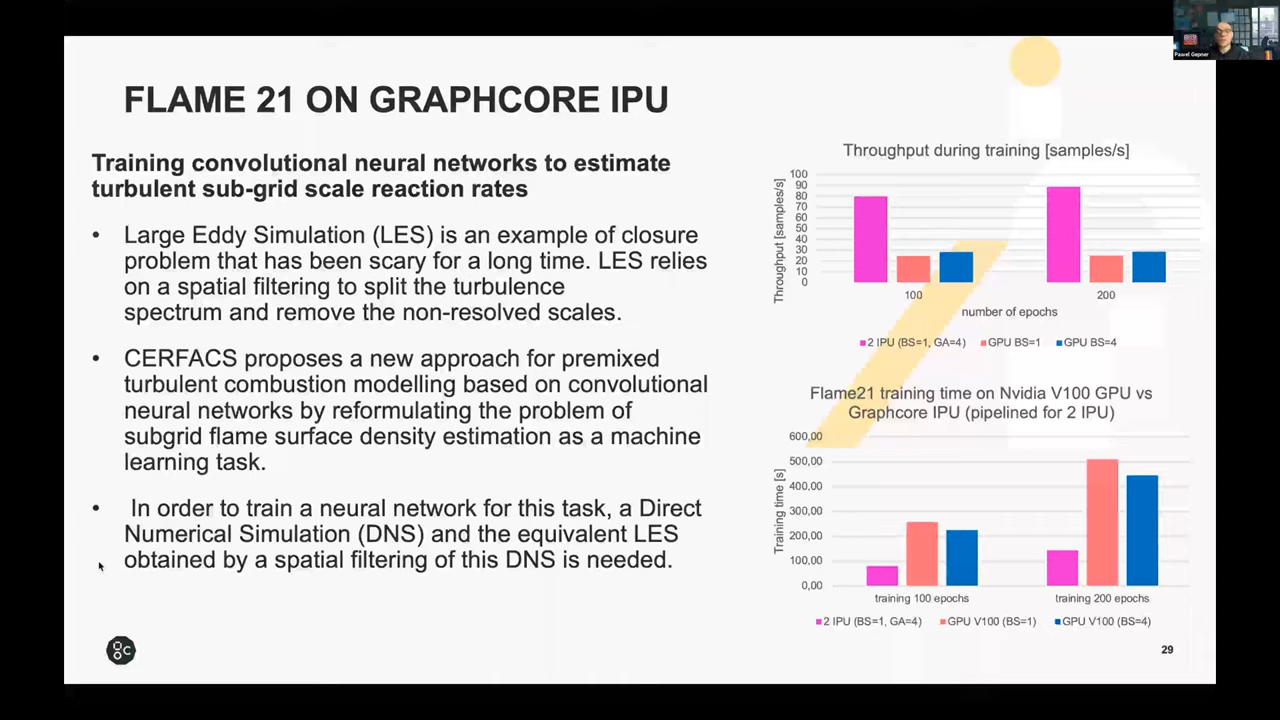 Pawel Gepner
FLAME 21 ON GRAPHCORE IPU
Training convolutional neural networks to estimate
turbulent sub-grid scale reaction rates
• Large Eddy Simulation (LES) is an example of closure
problem that has been scary for a long time. LES relies
on a spatial filtering to split the turbulence
spectrum and remove the non-resolved scales.
• CERFACS proposes a new approach for premixed
turbulent combustion modelling based on convolutional
neural networks by reformulating the problem of
subgrid flame surface density estimation as a machine
learning task.
• In order to train a neural network for this task, a Direct
Numerical Simulation (DNS) and the equivalent LES
obtained by a spatial filtering of this DNS is needed.
Throughput during training [samples/s]
Throughput [samples/s]
100
90
80
70
60
50
40
30
20
10
0
100 200
number of epochs
2 IPU (BS=1, GA=4) GPU BS=1 GPU BS=4
Flame21 training time on Nvidia V100 GPU vs
Graphcore IPU (pipelined for 2 IPU)
Training time [s]
600,00
500,00
400,00
300,00
200,00
100,00
0,00
training 100 epochs training 200 epochs
2 IPU (BS=1, GA=4) GPU V100 (BS=1) GPU V100 (BS=4)
gc
29